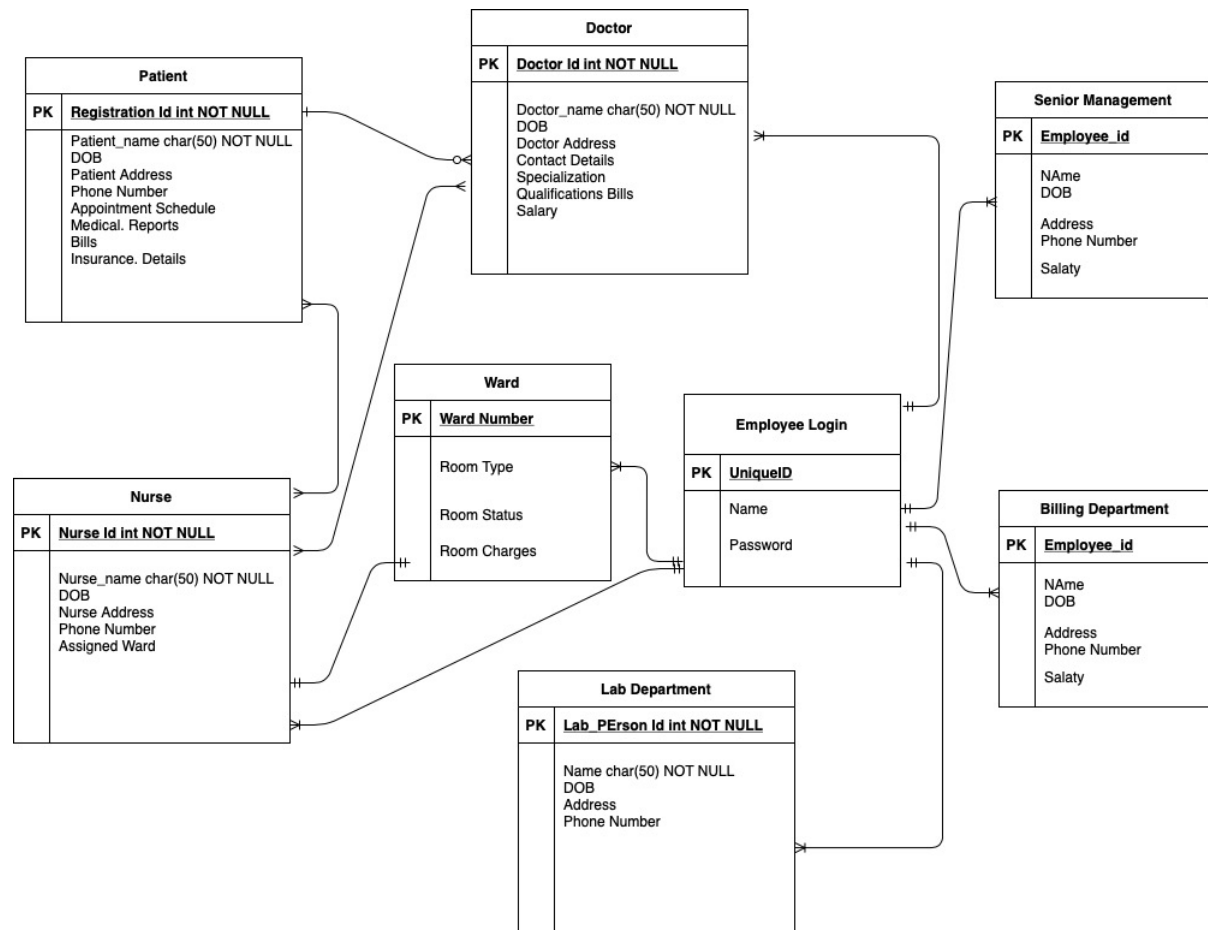 Doctor
PK Doctor Id int NOT NULL
Doctor_name char(50) NOT NULL
DOB
Doctor Address
Contact Details
Specialization
Qualifications Bills
Salary
Patient
PK Registration Id int NOT NULL
Patient_name char(50) NOT NULL
DOB
Patient Address
Phone Number
Appointment Schedule
Medical. Reports
Bills
Insurance. Details
Senior Management
PK Employee_id
NAme
DOB
Address
Phone Number
Salaty
Ward
PK Ward Number
Room Type
Room Status
Room Charges
Employee Login
PK UniqueID
Name
Password
Nurse
PK Nurse Id int NOT NULL
Nurse_name char(50) NOT NULL
DOB
Nurse Address
Phone Number
Assigned Ward
Billing Department
PK Employee_id
NAme
DOB
Address
Phone Number
Salaty
Lab Department
PK Lab_PErson Id int NOT NULL
Name char(50) NOT NULL
DOB
Address
Phone Number